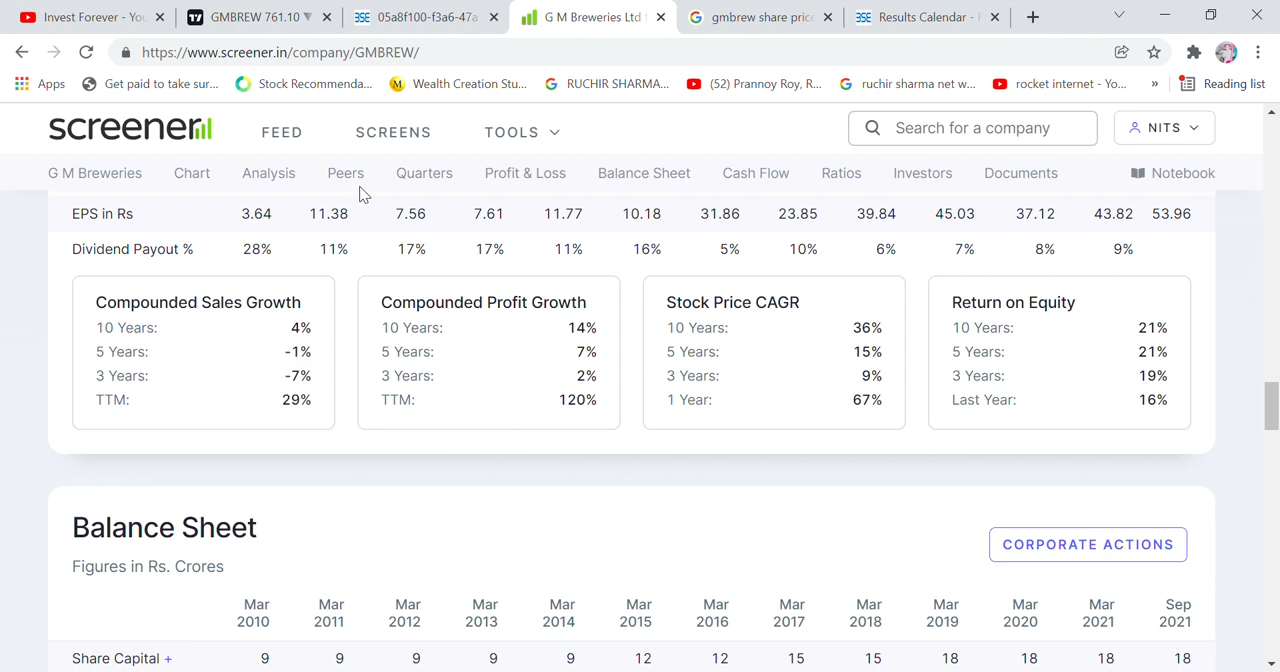 Invest Forever - You
GMBREW 761.10 ▼
05a8f100-f3a6-47a
G M Breweries Ltd
gmbrew share price
Results Calendar -
https://www.screener.in/company/GMBREW/
Apps
Get paid to take sur...
Stock Recommenda...
Wealth Creation Stu...
RUCHIR SHARMA...
(52) Prannoy Roy, R...
ruchir sharma net w...
rocket internet - Yo...
»
Reading list
screener
FEED
SCREENS
TOOLS
Search for a company
NITS
G M Breweries
Chart
Analysis
Peers
Quarters
Profit & Loss
Balance Sheet
Cash Flow
Ratios
Investors
Documents
Notebook
EPS in Rs 3.64 11.38 7.56 7.61 11.77 10.18 31.86 23.85 39.84 45.03 37.12 43.82 53.96
Dividend Payout % 28% 11% 17% 17% 11% 16% 5% 10% 6% 7% 8% 9%
Compounded Sales Growth
10 Years: 4%
5 Years: -1%
3 Years: -7%
TTM: 29%
Compounded Profit Growth
10 Years: 14%
5 Years: 7%
3 Years: 2%
TTM: 120%
Stock Price CAGR
10 Years: 36%
5 Years: 15%
3 Years: 9%
1 Year: 67%
Return on Equity
10 Years: 21%
5 Years: 21%
3 Years: 19%
Last Year: 16%
Balance Sheet
CORPORATE ACTIONS
Figures in Rs. Crores
Mar Mar Mar Mar Mar Mar Mar Mar Mar Mar Mar Mar Sep
2010 2011 2012 2013 2014 2015 2016 2017 2018 2019 2020 2021 2021
Share Capital + 9 9 9 9 9 12 12 15 15 18 18 18 18